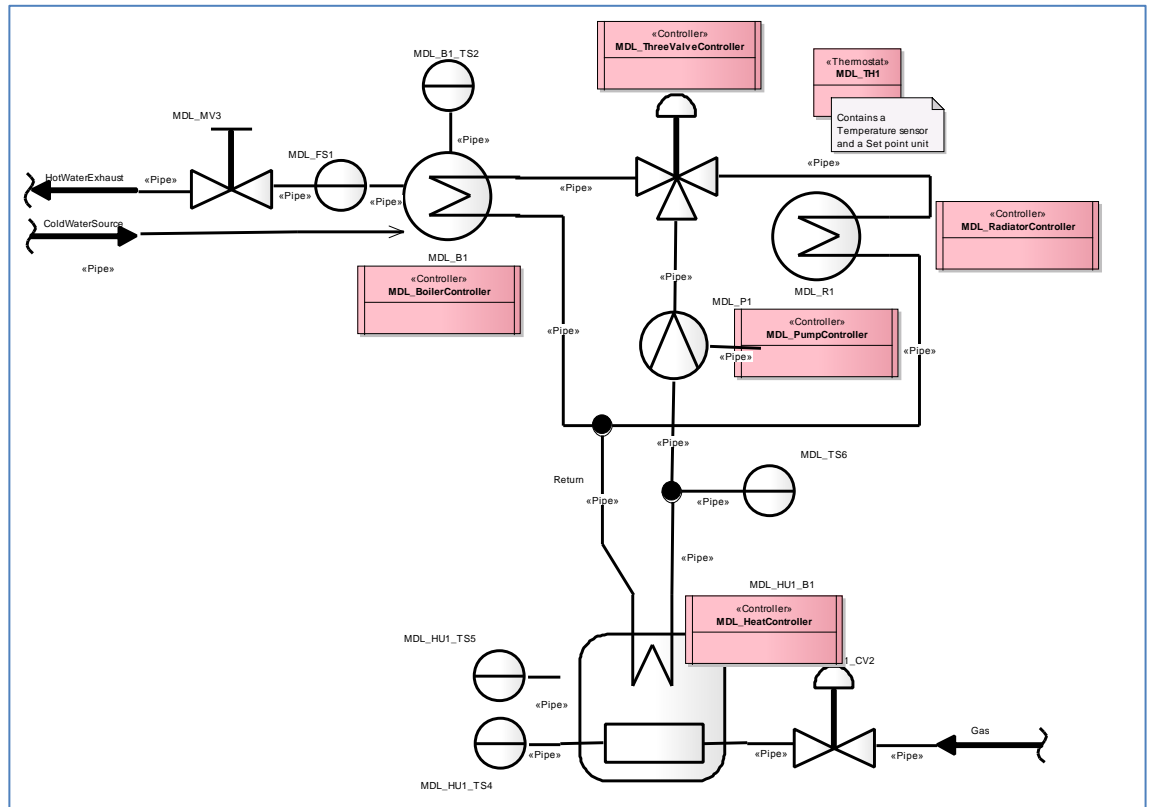 «Controller»
MDL_ThreeValveController
MDL_B1_TS2
«Thermostat»
MDL_TH1
Contains a
Temperature sensor
and a Set point unit
MDL_MV3
«Pipe»
MDL_FS1
«Pipe»
HotWaterExhaust
«Pipe»
«Pipe»
«Pipe»
«Pipe»
ColdWaterSource
«Pipe»
«Controller»
MDL_RadiatorController
MDL_B1
«Controller»
MDL_BoilerController
«Pipe»
MDL_R1
MDL_P1
«Controller»
MDL_PumpController
«Pipe»
«Pipe»
«Pipe»
«Pipe»
MDL_TS6
Return
«Pipe»
«Pipe»
«Pipe»
MDL_HU1_B1
«Controller»
MDL_HeatController
MDL_HU1_TS5
1_CV2
«Pipe»
Gas
«Pipe»
«Pipe»
«Pipe»
MDL_HU1_TS4